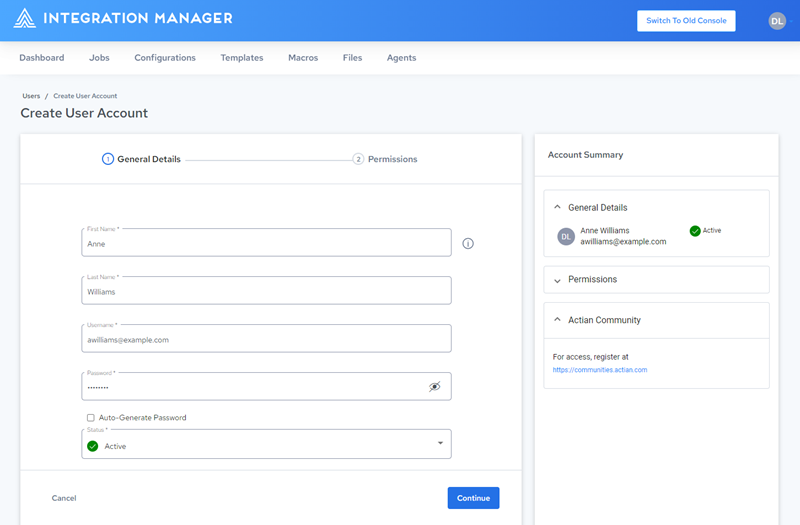 INTEGRATION MANAGER
Switch To Old Console
DL
Dashboard Jobs Configurations Templates Macros Files Agents
Users / Create User Account
Create User Account
1 General Details 2 Permissions
First Name *
Anne
Last Name *
Williams
Username *
awilliams@example.com
Password *
••••••••
Auto-Generate Password
Status *
Active
Cancel
Continue
Account Summary
General Details
DL
Anne Williams
awilliams@example.com
Active
Permissions
Actian Community
For access, register at
https://communities.actian.com